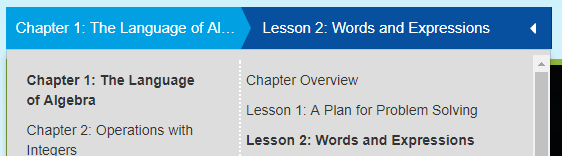 Chapter 1: The Language of Al...
Lesson 2: Words and Expressions
Chapter 1: The Language
of Algebra
Chapter 2: Operations with
Integers
Chapter Overview
Lesson 1: A Plan for Problem Solving
Lesson 2: Words and Expressions